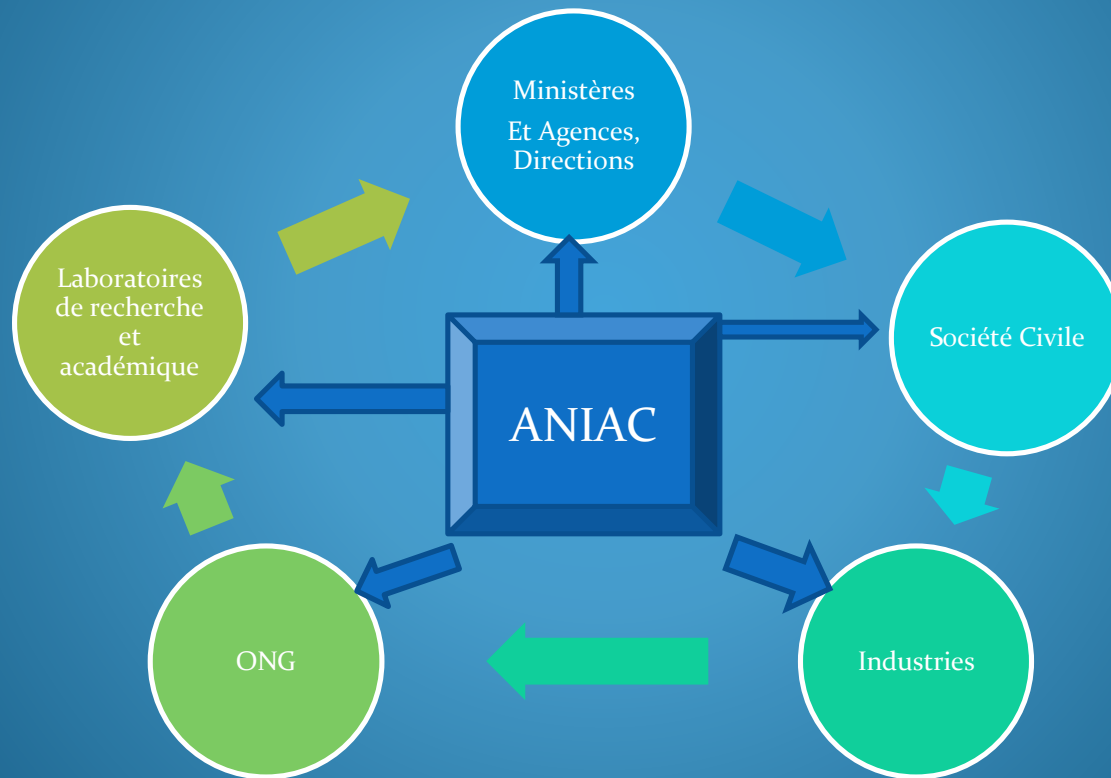 Ministères
Et Agences,
Directions
Laboratoires
de recherche
et
académique
Société Civile
ANIAC
ONG
Industries